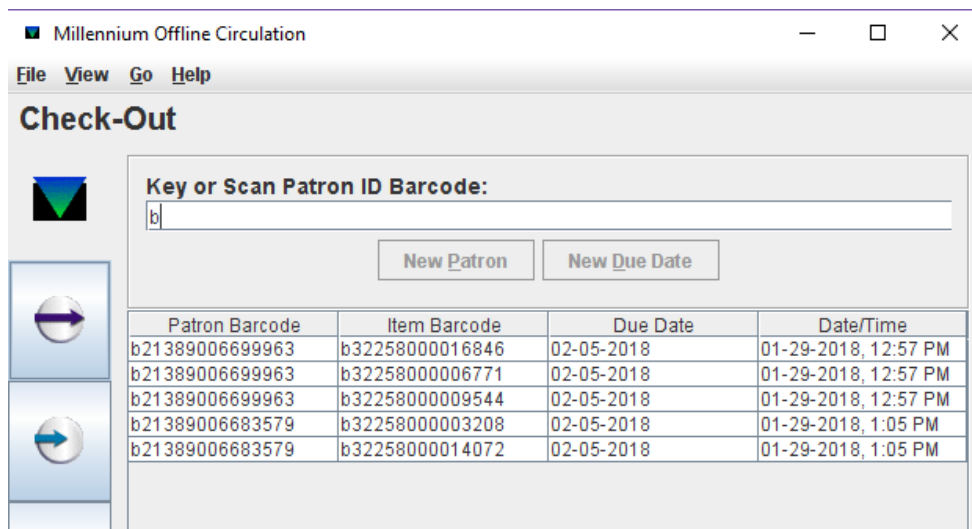 Millennium Offline Circulation
File View Go Help
Check-Out
Key or Scan Patron ID Barcode:
b
New Patron New Due Date
Patron Barcode Item Barcode Due Date Date/Time
b21389006699963 b32258000016846 02-05-2018 01-29-2018, 12:57 PM
b21389006699963 b32258000006771 02-05-2018 01-29-2018, 12:57 PM
b21389006699963 b32258000009544 02-05-2018 01-29-2018, 12:57 PM
b21389006683579 b32258000003208 02-05-2018 01-29-2018, 1:05 PM
b21389006683579 b32258000014072 02-05-2018 01-29-2018, 1:05 PM